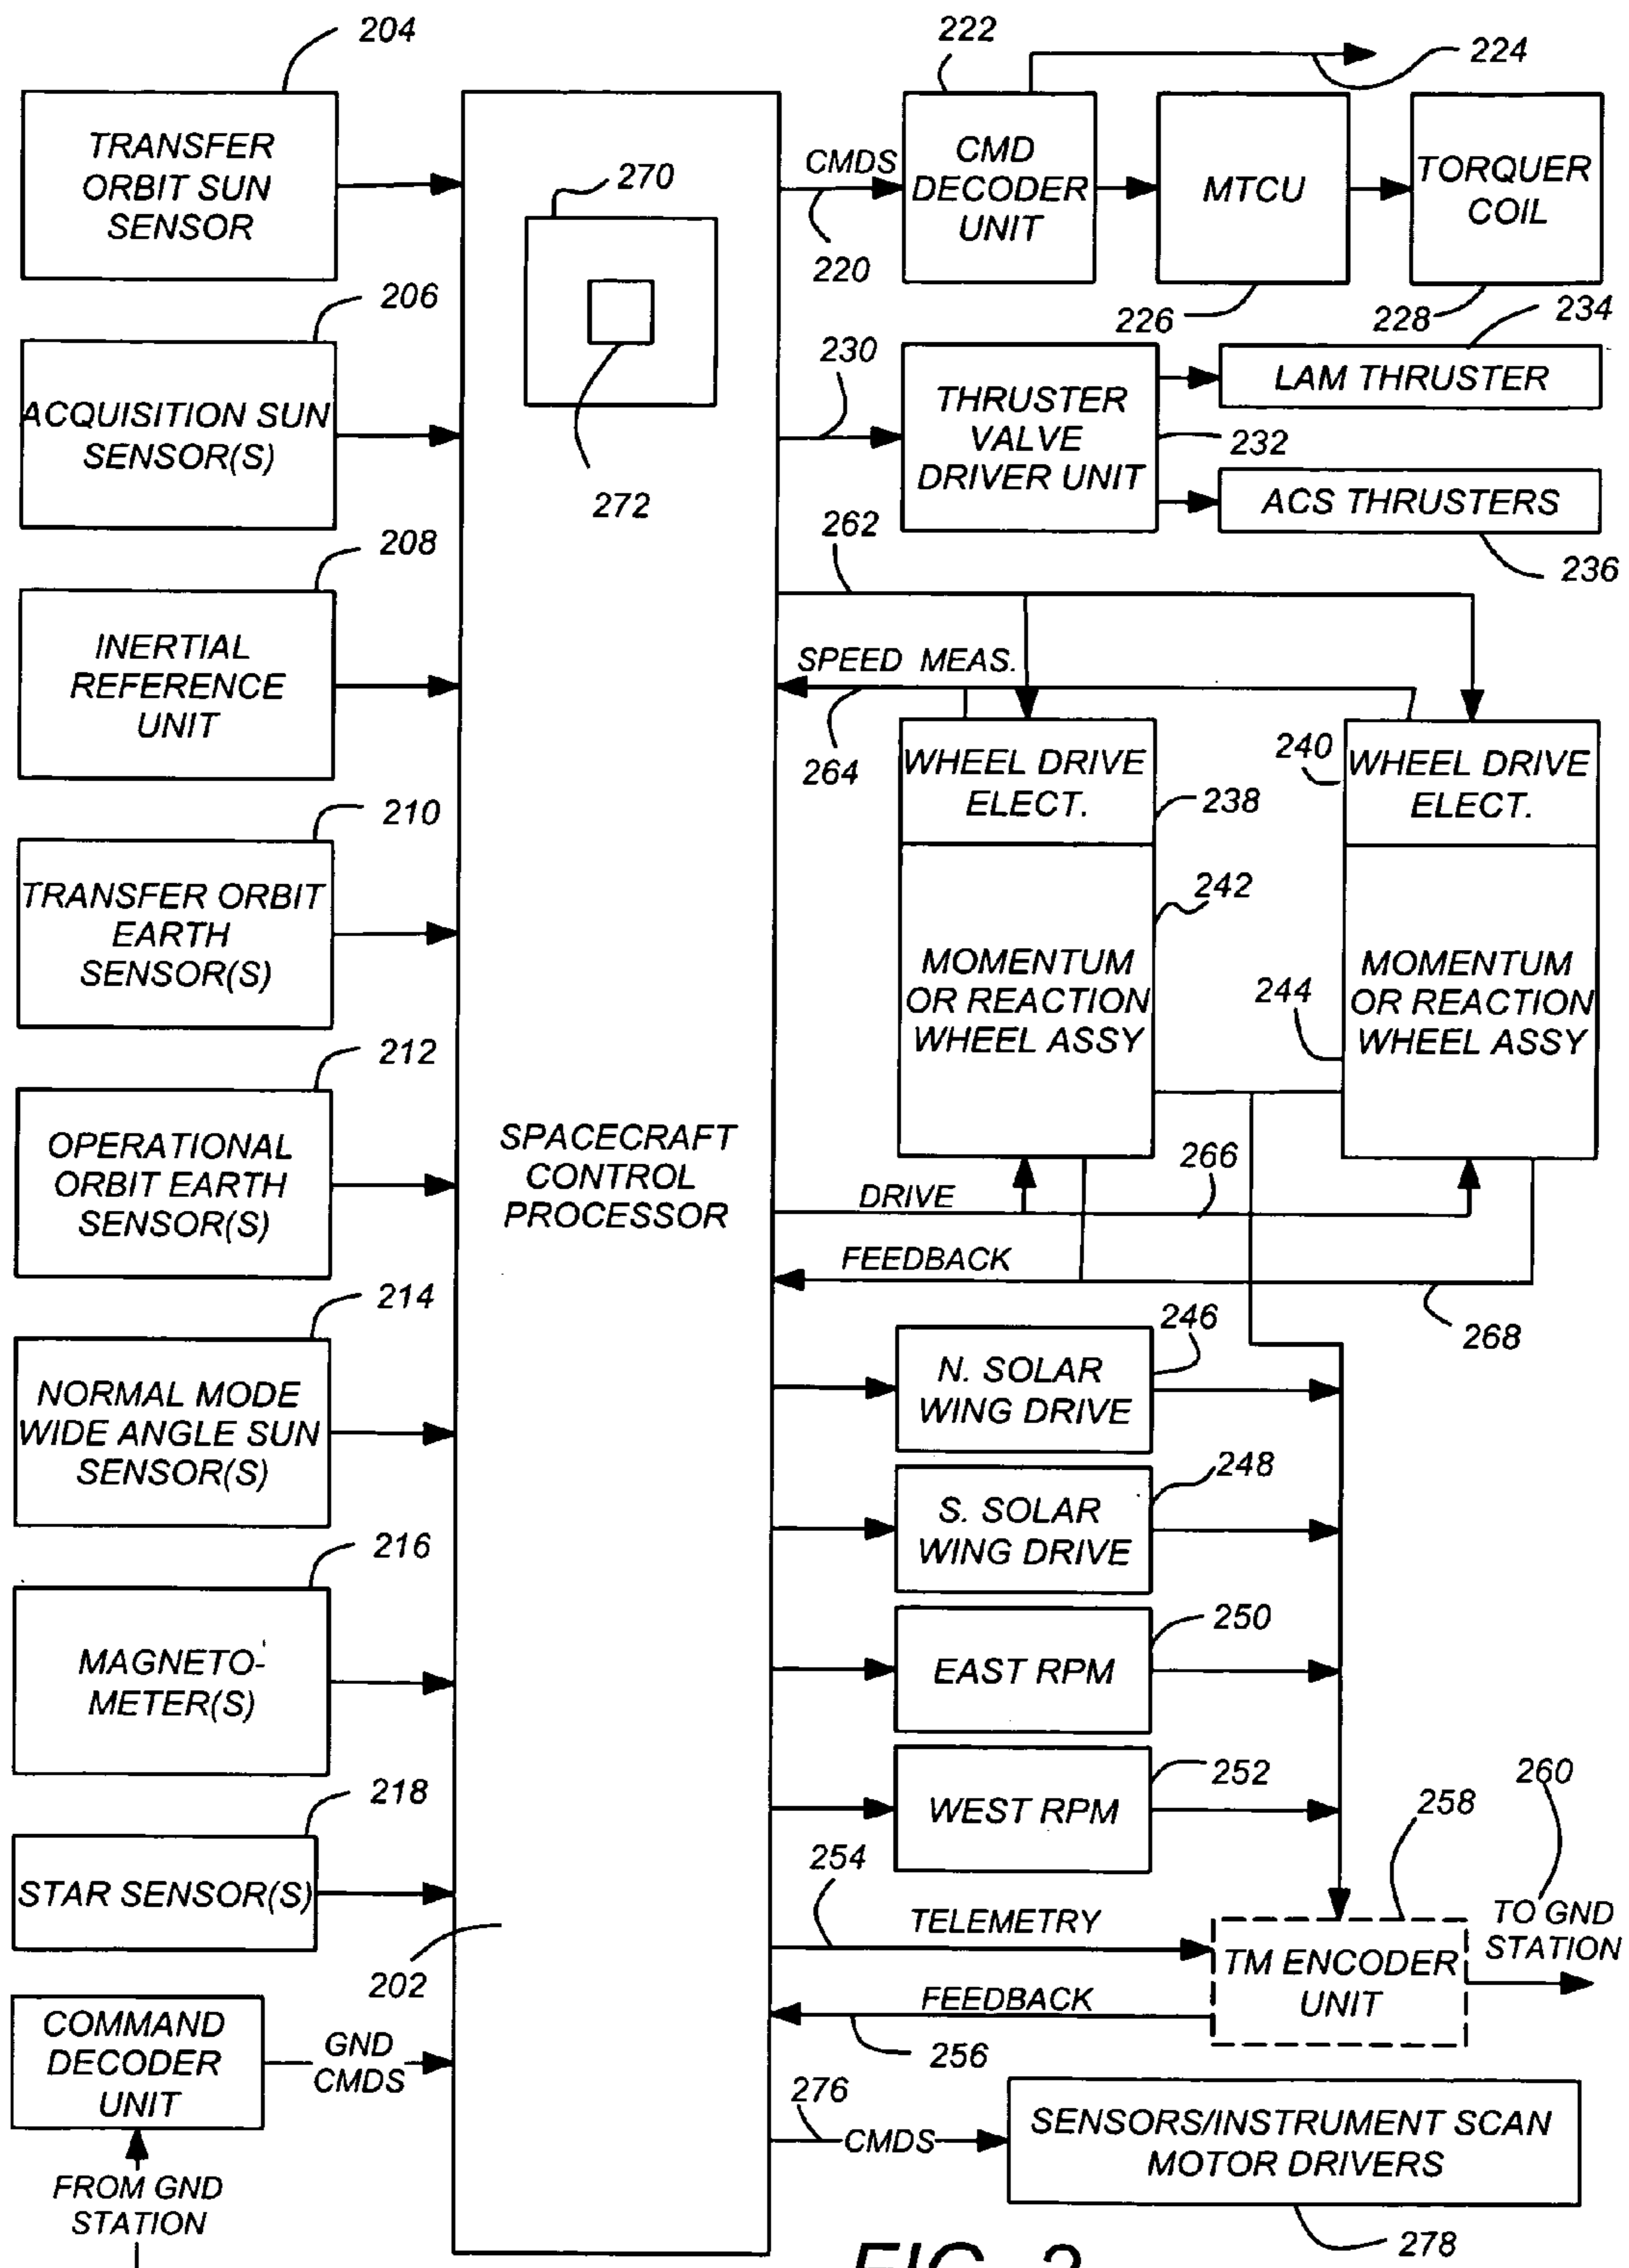 204
TRANSFER
ORBIT SUN
SENSOR
206
ACQUISITION SUN
SENSOR(S)
208
INERTIAL
REFERENCE
UNIT
210
TRANSFER ORBIT
EARTH
SENSOR(S)
212
OPERATIONAL
ORBIT EARTH
SENSOR(S)
214
NORMAL MODE
WIDE ANGLE SUN
SENSOR(S)
216
MAGNETO-
METER(S)
218
STAR SENSOR(S)
202
COMMAND
DECODER
UNIT
GND
CMDS
FROM GND
STATION
270
272
SPACECRAFT
CONTROL
PROCESSOR
222
224
CMDS
220
CMD
DECODER
UNIT
MTCU
226
TORQUER
COIL
228
234
230
THRUSTER
VALVE
DRIVER UNIT
232
LAM THRUSTER
ACS THRUSTERS
236
262
SPEED MEAS.
264
WHEEL DRIVE
ELECT.
238
240
WHEEL DRIVE
ELECT.
242
MOMENTUM
OR REACTION
WHEEL ASSY
244
MOMENTUM
OR REACTION
WHEEL ASSY
DRIVE
266
FEEDBACK
268
246
N. SOLAR
WING DRIVE
248
S. SOLAR
WING DRIVE
250
EAST RPM
252
WEST RPM
254
TELEMETRY
258
260
TO GND
STATION
TM ENCODER
UNIT
FEEDBACK
256
276
CMDS
SENSORS/INSTRUMENT SCAN
MOTOR DRIVERS
278
FIG. 2